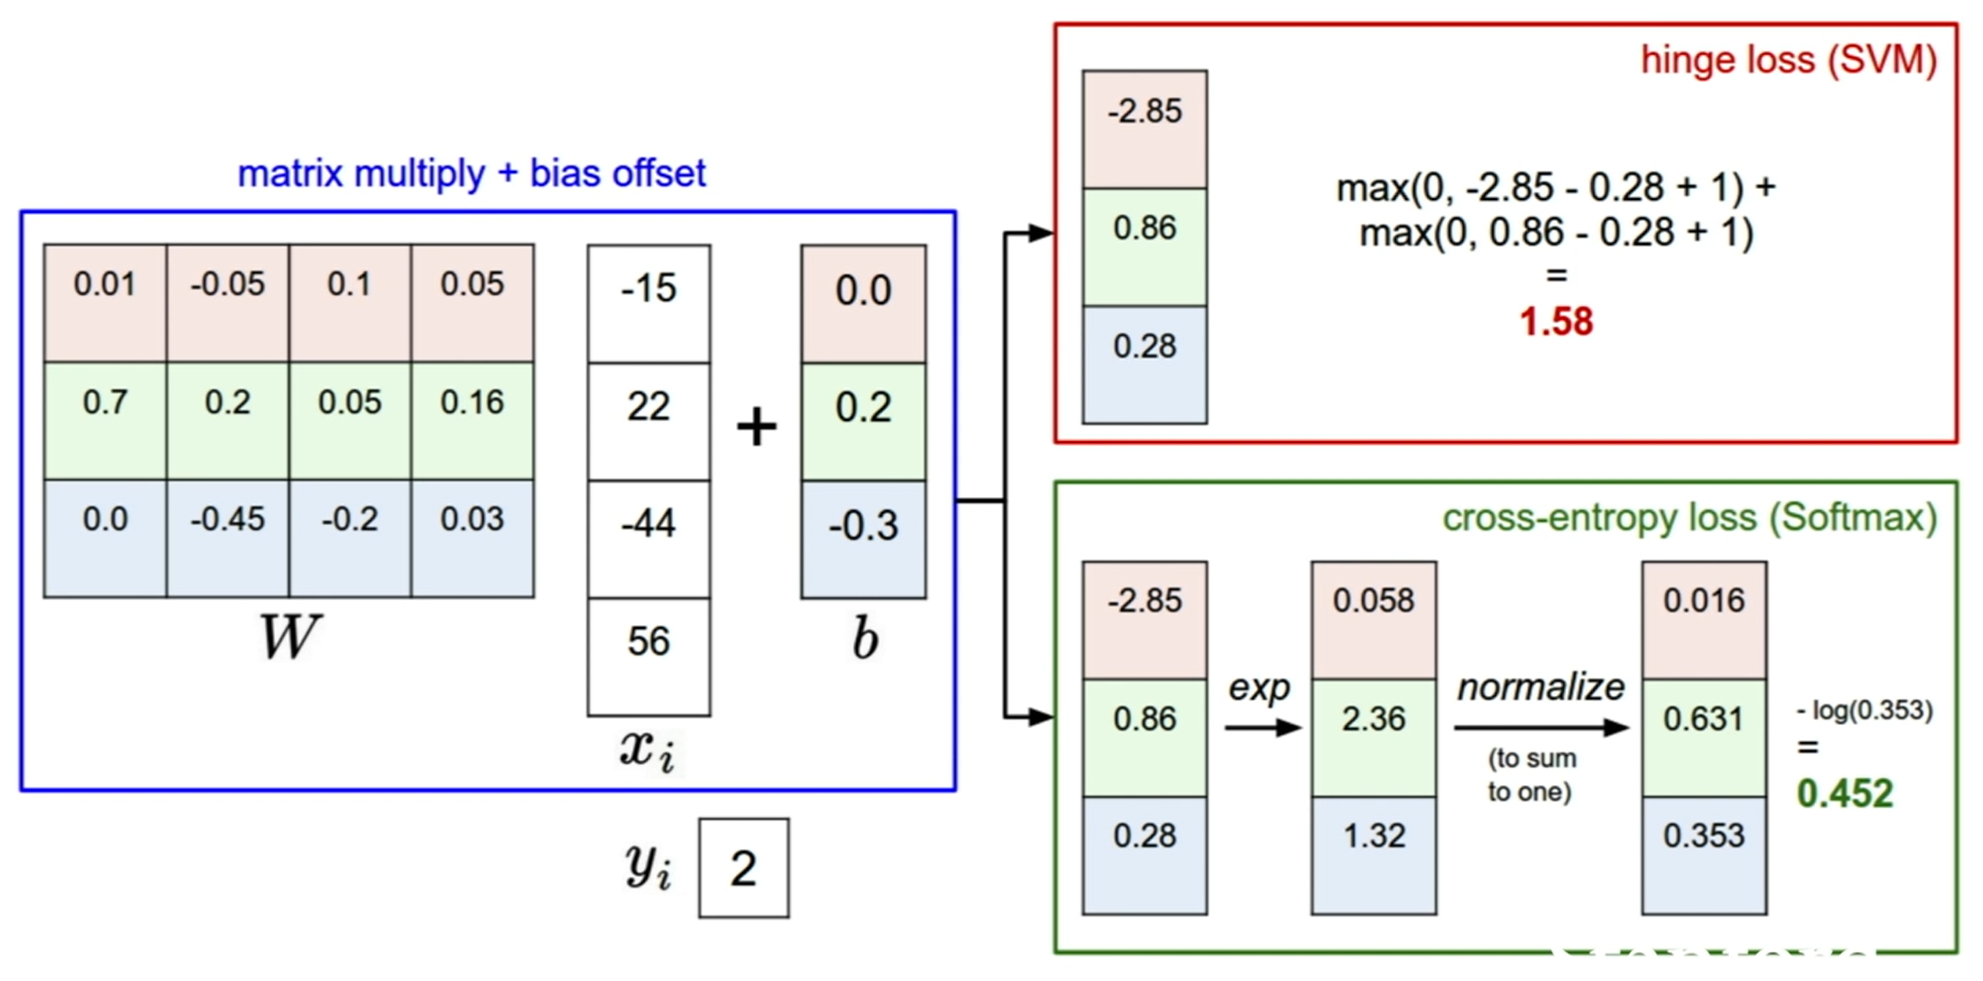 matrix multiply + bias offset
0.01 -0.05 0.1 0.05
0.7 0.2 0.05 0.16
0.0 -0.45 -0.2 0.03
W
-15
22
-44
56
x i
+
0.0
0.2
-0.3
b
y i 2
hinge loss (SVM)
-2.85
0.86
0.28
max(0, -2.85 - 0.28 + 1) +
max(0, 0.86 - 0.28 + 1)
=
1.58
cross-entropy loss (Softmax)
-2.85
0.86
0.28
exp
0.058
2.36
1.32
normalize
(to sum
to one)
0.016
0.631
0.353
- log(0.353)
=
0.452